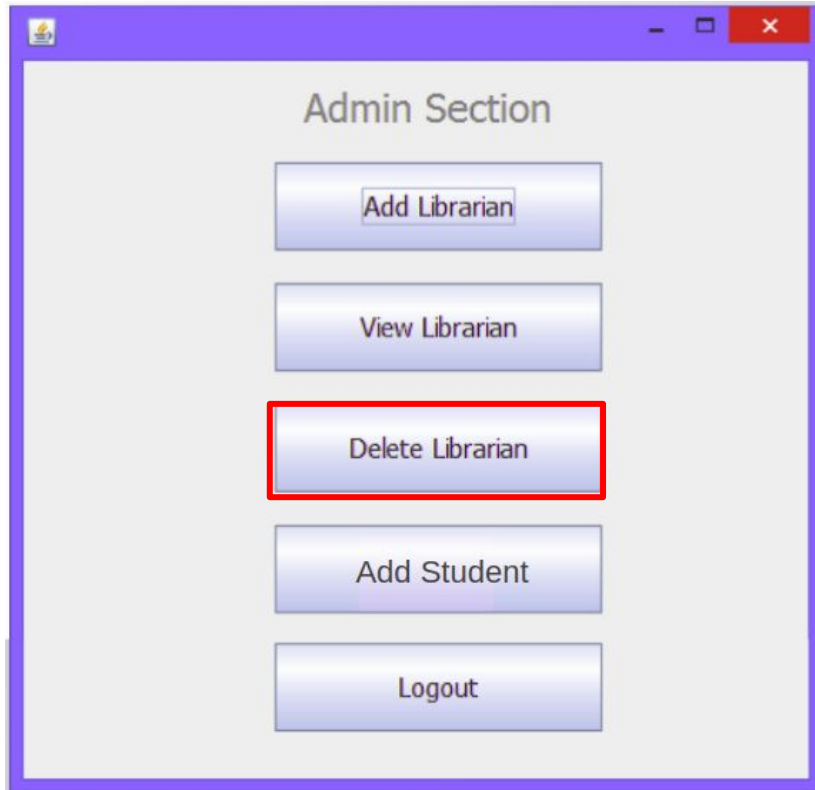 Admin Section
Add Librarian
View Librarian
Delete Librarian
Add Student
Logout